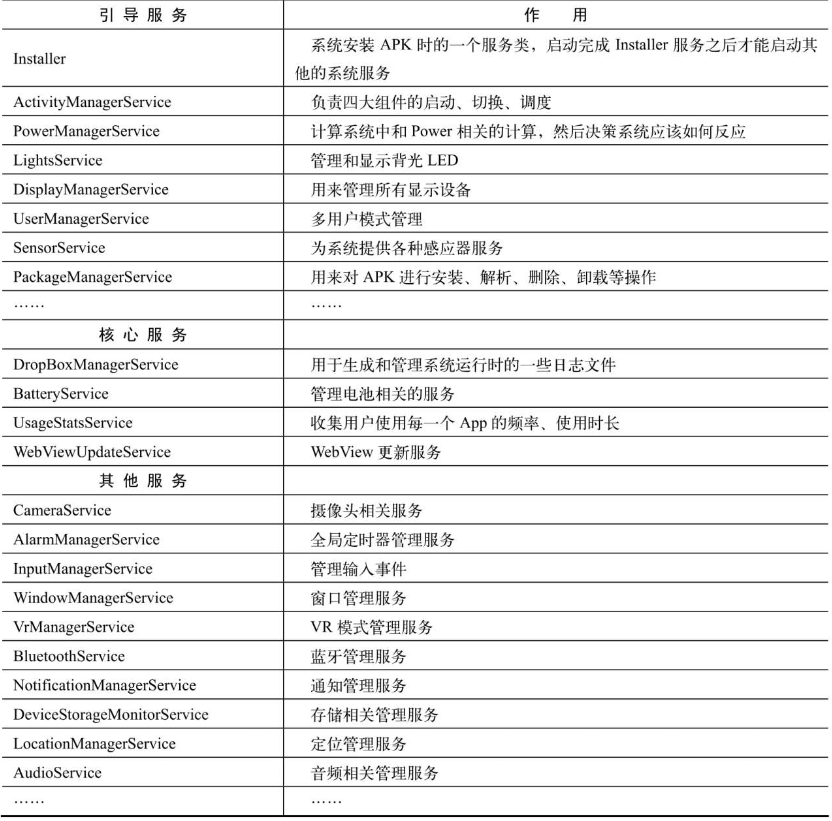 引导服务 作 用
Installer 系统安装 APK 时的一个服务类，启动完成 Installer 服务之后才能启动其
他的系统服务
ActivityManagerService 负责四大组件的启动、切换、调度
PowerManagerService 计算系统中和 Power 相关的计算，然后决策系统应该如何反应
LightsService 管理和显示背光 LED
DisplayManagerService 用来管理所有显示设备
UserManagerService 多用户模式管理
SensorService 为系统提供各种感应器服务
PackageManagerService 用来对 APK 进行安装、解析、删除、卸载等操作
…… ……
核心服务
DropBoxManagerService 用于生成和管理系统运行时的一些日志文件
BatteryService 管理电池相关的服务
UsageStatsService 收集用户使用每一个 App 的频率、使用时长
WebViewUpdateService WebView 更新服务
其他服务
CameraService 摄像头相关服务
AlarmManagerService 全局定时器管理服务
InputManagerService 管理输入事件
WindowManagerService 窗口管理服务
VrManagerService VR 模式管理服务
BluetoothService 蓝牙管理服务
NotificationManagerService 通知管理服务
DeviceStorageMonitorService 存储相关管理服务
LocationManagerService 定位管理服务
AudioService 音频相关管理服务
…… ……